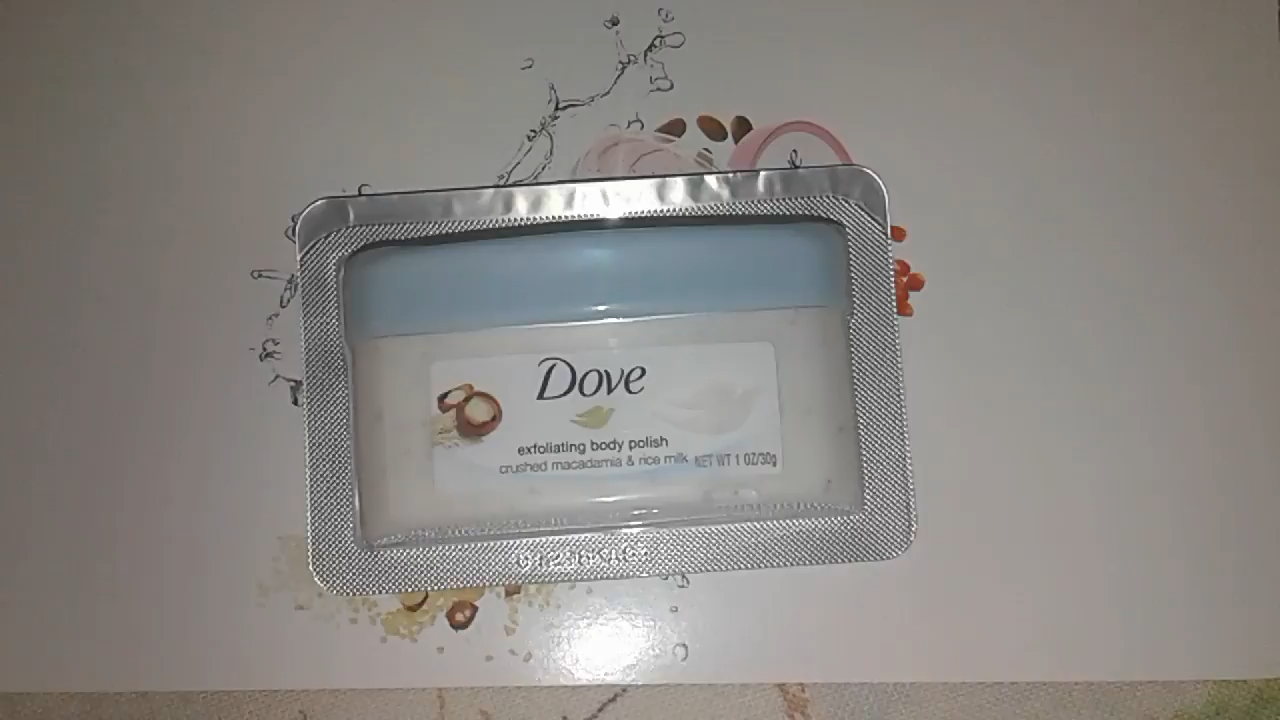 Dove
exfoliating body polish
crushed macadamia & rice milk NET WT 1 OZ/30g